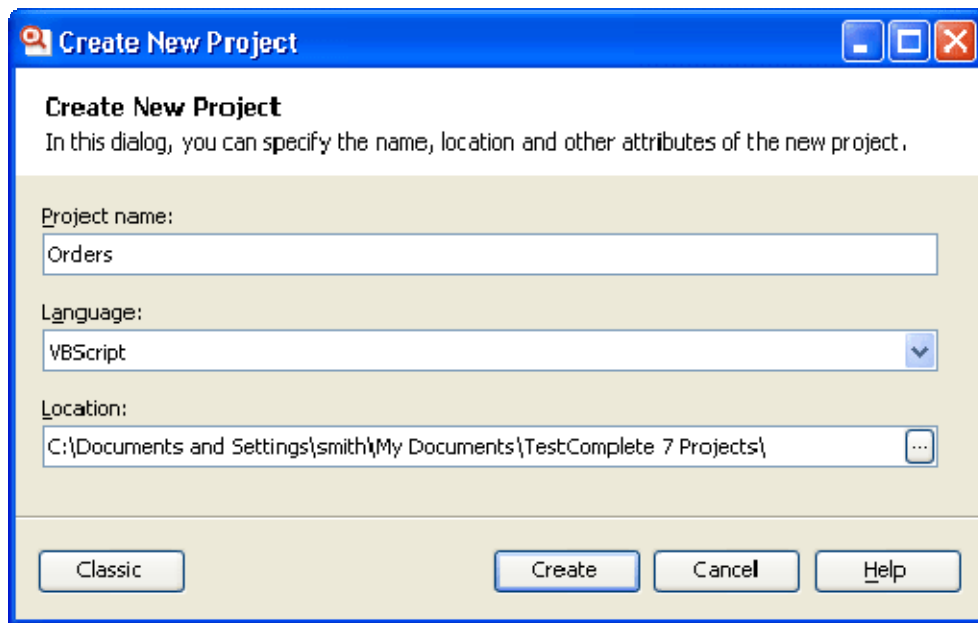 Create New Project
Create New Project
In this dialog, you can specify the name, location and other attributes of the new project.
Project name:
Orders
Language:
VBScript
Location:
C:\Documents and Settings\smith\My Documents\TestComplete 7 Projects\
...
Classic
Create
Cancel
Help